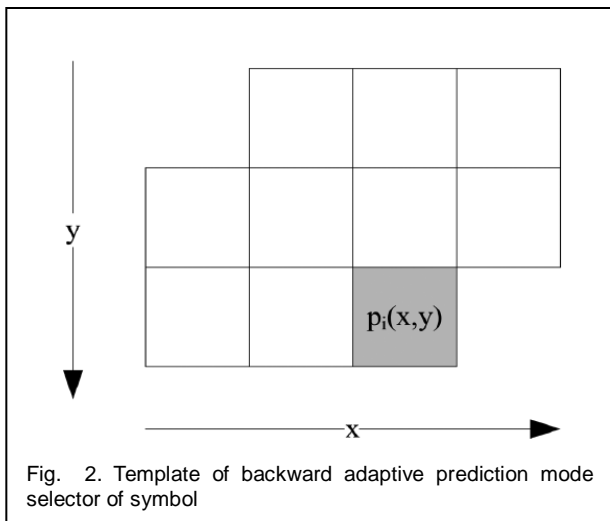 y
pᵢ(x,y)
x
Fig. 2. Template of backward adaptive prediction mode
selector of symbol